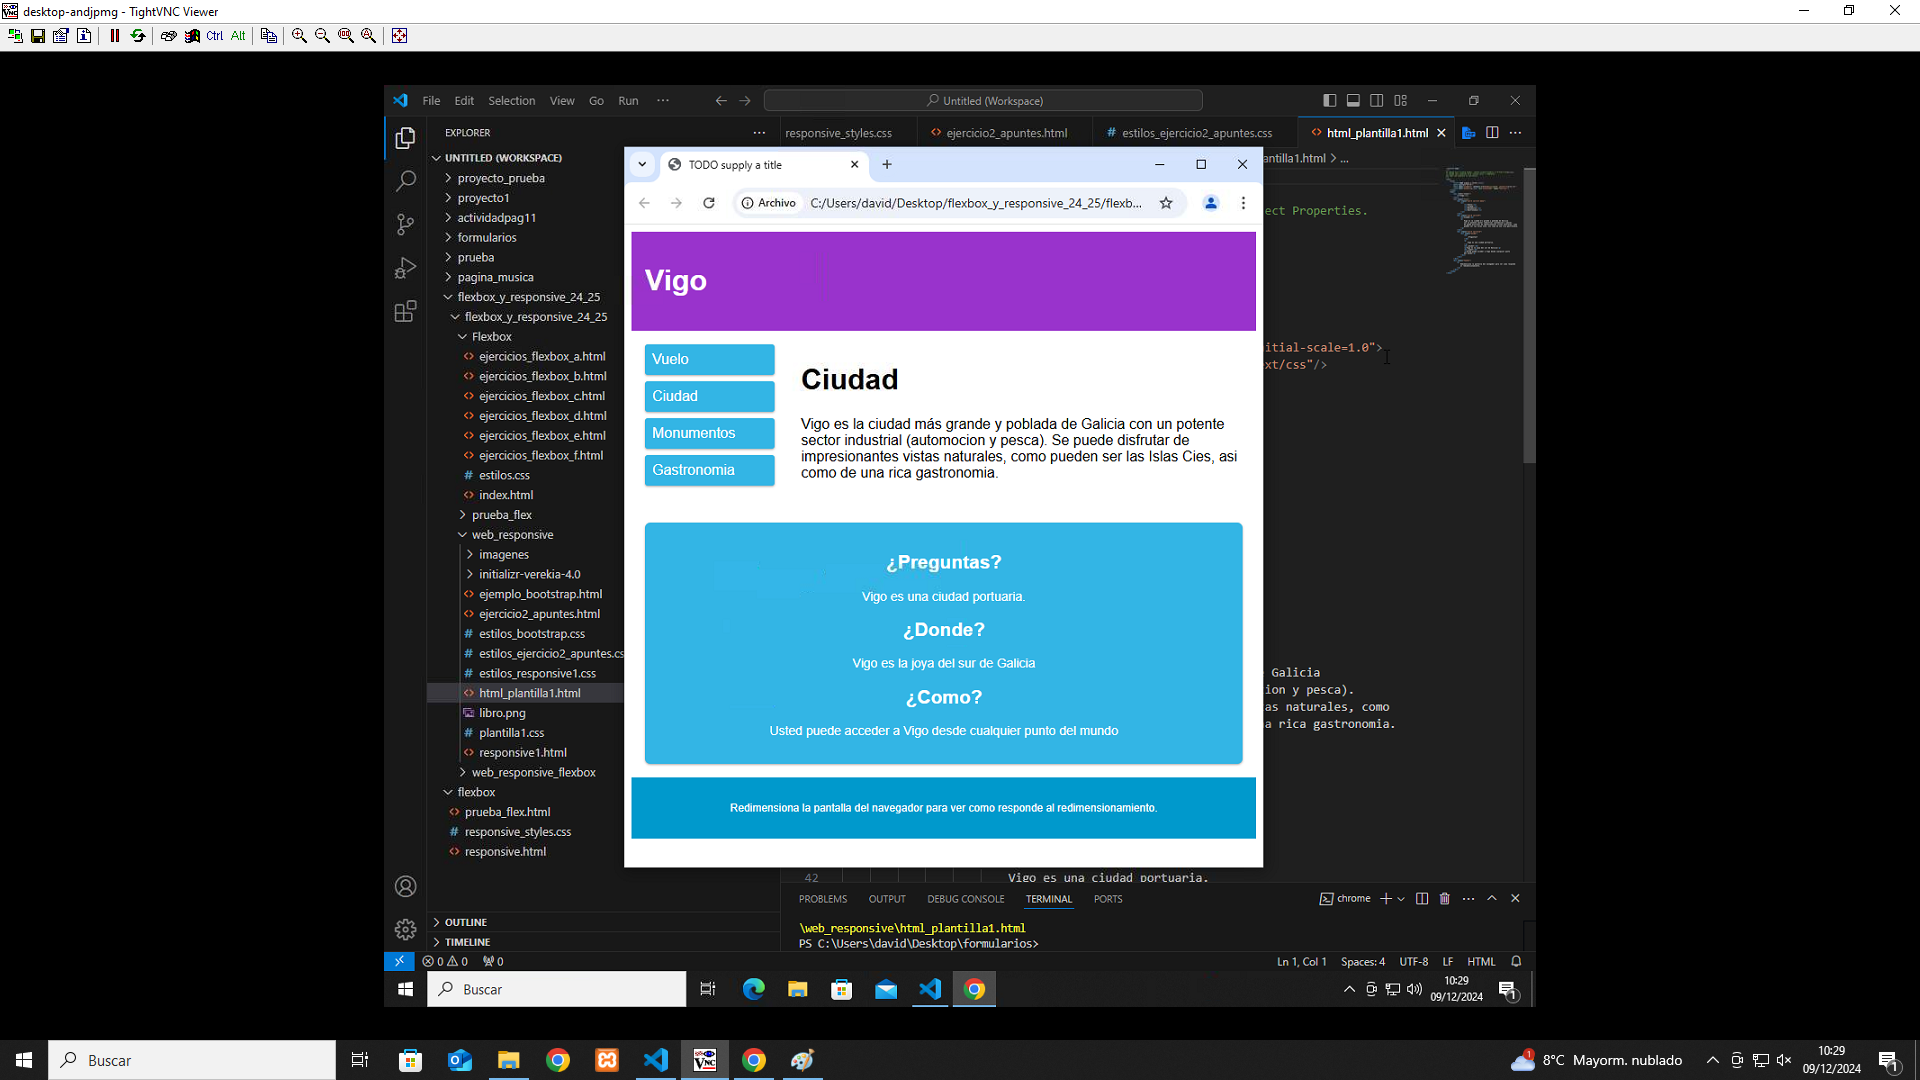 desktop-andjpmg - TightVNC Viewer
Ctrl Alt
File Edit Selection View Go Run ··· Untitled (Workspace)
EXPLORER
responsive_styles.css ejercicio2_apuntes.html estilos_ejercicio2_apuntes.css html_plantilla1.html
antilla1.html > ...
UNTITLED (WORKSPACE)
proyecto_prueba
proyecto1
actividadpag11
formularios
prueba
pagina_musica
flexbox_y_responsive_24_25
flexbox_y_responsive_24_25
Flexbox
ejercicios_flexbox_a.html
ejercicios_flexbox_b.html
ejercicios_flexbox_c.html
ejercicios_flexbox_d.html
ejercicios_flexbox_e.html
ejercicios_flexbox_f.html
estilos.css
index.html
prueba_flex
web_responsive
imagenes
initializr-verekia-4.0
ejemplo_bootstrap.html
ejercicio2_apuntes.html
estilos_bootstrap.css
estilos_ejercicio2_apuntes.cs
estilos_responsive1.css
html_plantilla1.html
libro.png
plantilla1.css
responsive1.html
web_responsive_flexbox
flexbox
prueba_flex.html
responsive_styles.css
responsive.html
OUTLINE
TIMELINE
TODO supply a title
Archivo C:/Users/david/Desktop/flexbox_y_responsive_24_25/flexb...
Vigo
Vuelo
Ciudad
Monumentos
Gastronomia
Ciudad
Vigo es la ciudad más grande y poblada de Galicia con un potente
sector industrial (automocion y pesca). Se puede disfrutar de
impresionantes vistas naturales, como pueden ser las Islas Cies, asi
como de una rica gastronomia.
¿Preguntas?
Vigo es una ciudad portuaria.
¿Donde?
Vigo es la joya del sur de Galicia
¿Como?
Usted puede acceder a Vigo desde cualquier punto del mundo
Redimensiona la pantalla del navegador para ver como responde al redimensionamiento.
ect Properties.
itial-scale=1.0">
xt/css"/>
Galicia
ion y pesca).
as naturales, como
a rica gastronomia.
42 Vigo es una ciudad portuaria.
PROBLEMS OUTPUT DEBUG CONSOLE TERMINAL PORTS chrome
\web_responsive\html_plantilla1.html
PS C:\Users\david\Desktop\formularios>
0 0 0 Ln 1, Col 1 Spaces: 4 UTF-8 LF HTML
Buscar
10:29
09/12/2024
1
Buscar
1
8°C Mayorm. nublado
10:29
09/12/2024
1